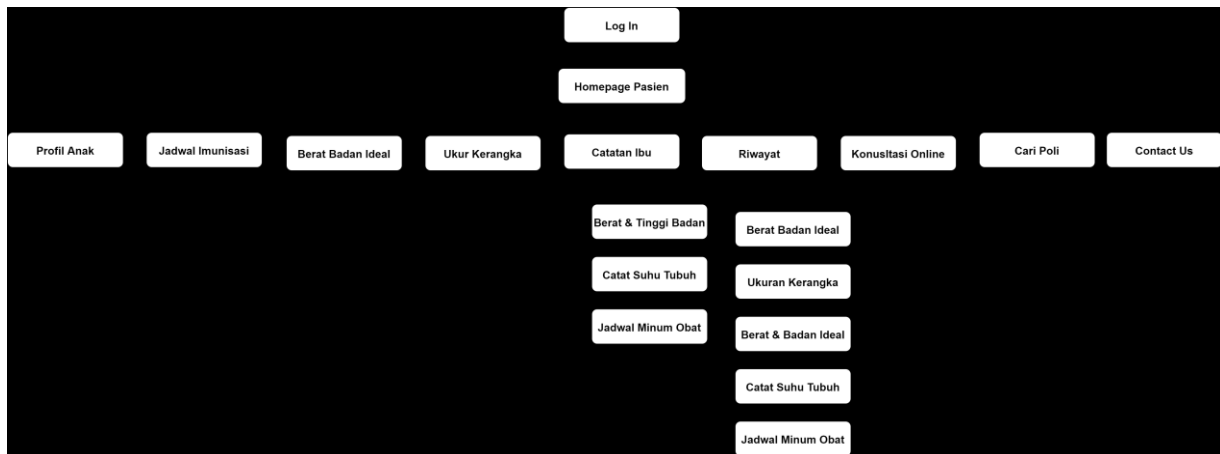 Log In
Homepage Pasien
Profil Anak
Jadwal Imunisasi
Berat Badan Ideal
Ukur Kerangka
Catatan Ibu
Riwayat
Konusltasi Online
Cari Poli
Contact Us
Berat & Tinggi Badan
Catat Suhu Tubuh
Jadwal Minum Obat
Berat Badan Ideal
Ukuran Kerangka
Berat & Badan Ideal
Catat Suhu Tubuh
Jadwal Minum Obat